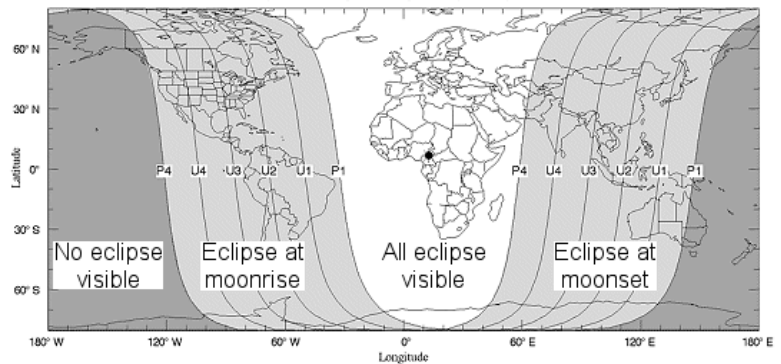 60° N
30° N
Latitude
0°
30° S
60° S
P4 U4 U3 U2 U1 P1 P4 U4 U3 U2 U1 P1
No eclipse
visible
Eclipse at
moonrise
All eclipse
visible
Eclipse at
moonset
180° W 120° W 60° W 0° 60° E 120° E 180° E
Longitude